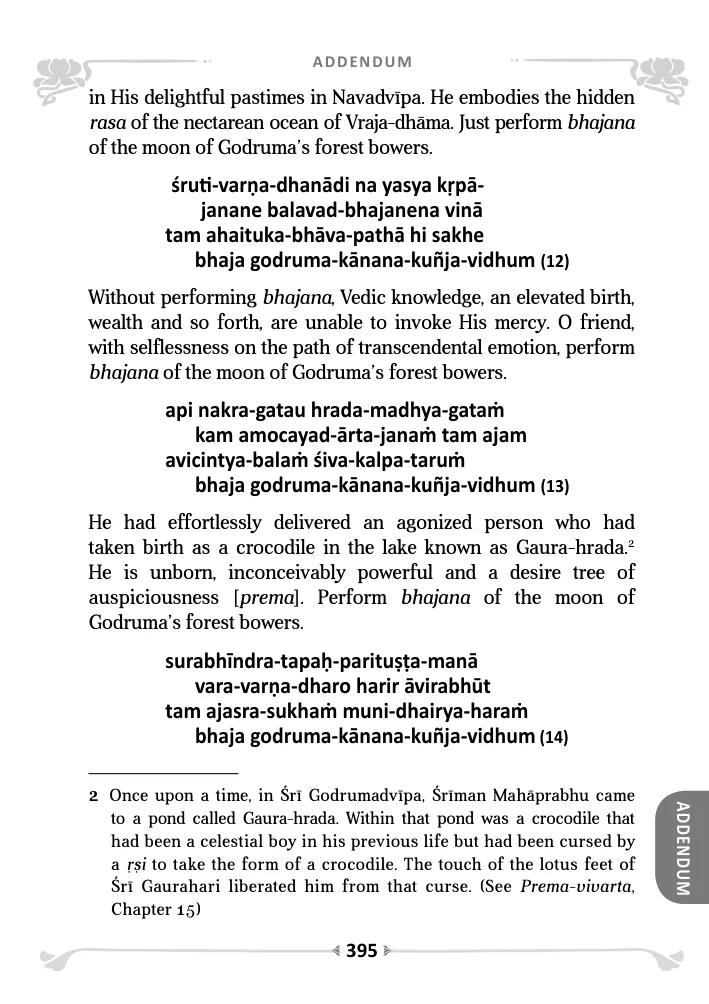 ADDENDUM
in His delightful pastimes in Navadvīpa. He embodies the hidden
rasa of the nectarean ocean of Vraja-dhāma. Just perform bhajana
of the moon of Godruma’s forest bowers.
śruti-varṇa-dhanādi na yasya kṛpā-
janane balavad-bhajanena vinā
tam ahaituka-bhāva-pathā hi sakhe
bhaja godruma-kānana-kuñja-vidhum (12)
Without performing bhajana, Vedic knowledge, an elevated birth,
wealth and so forth, are unable to invoke His mercy. O friend,
with selflessness on the path of transcendental emotion, perform
bhajana of the moon of Godruma’s forest bowers.
api nakra-gatau hrada-madhya-gataṁ
kam amocayad-ārta-janaṁ tam ajam
avicintya-balaṁ śiva-kalpa-taruṁ
bhaja godruma-kānana-kuñja-vidhum (13)
He had effortlessly delivered an agonized person who had
taken birth as a crocodile in the lake known as Gaura-hrada.²
He is unborn, inconceivably powerful and a desire tree of
auspiciousness [prema]. Perform bhajana of the moon of
Godruma’s forest bowers.
surabhīndra-tapaḥ-parituṣṭa-manā
vara-varṇa-dharo harir āvirabhūt
tam ajasra-sukhaṁ muni-dhairya-haraṁ
bhaja godruma-kānana-kuñja-vidhum (14)
2 Once upon a time, in Śrī Godrumadvīpa, Śrīman Mahāprabhu came
to a pond called Gaura-hrada. Within that pond was a crocodile that
had been a celestial boy in his previous life but had been cursed by
a ṛṣi to take the form of a crocodile. The touch of the lotus feet of
Śrī Gaurahari liberated him from that curse. (See Prema-vivarta,
Chapter 15)
ADDENDUM
395